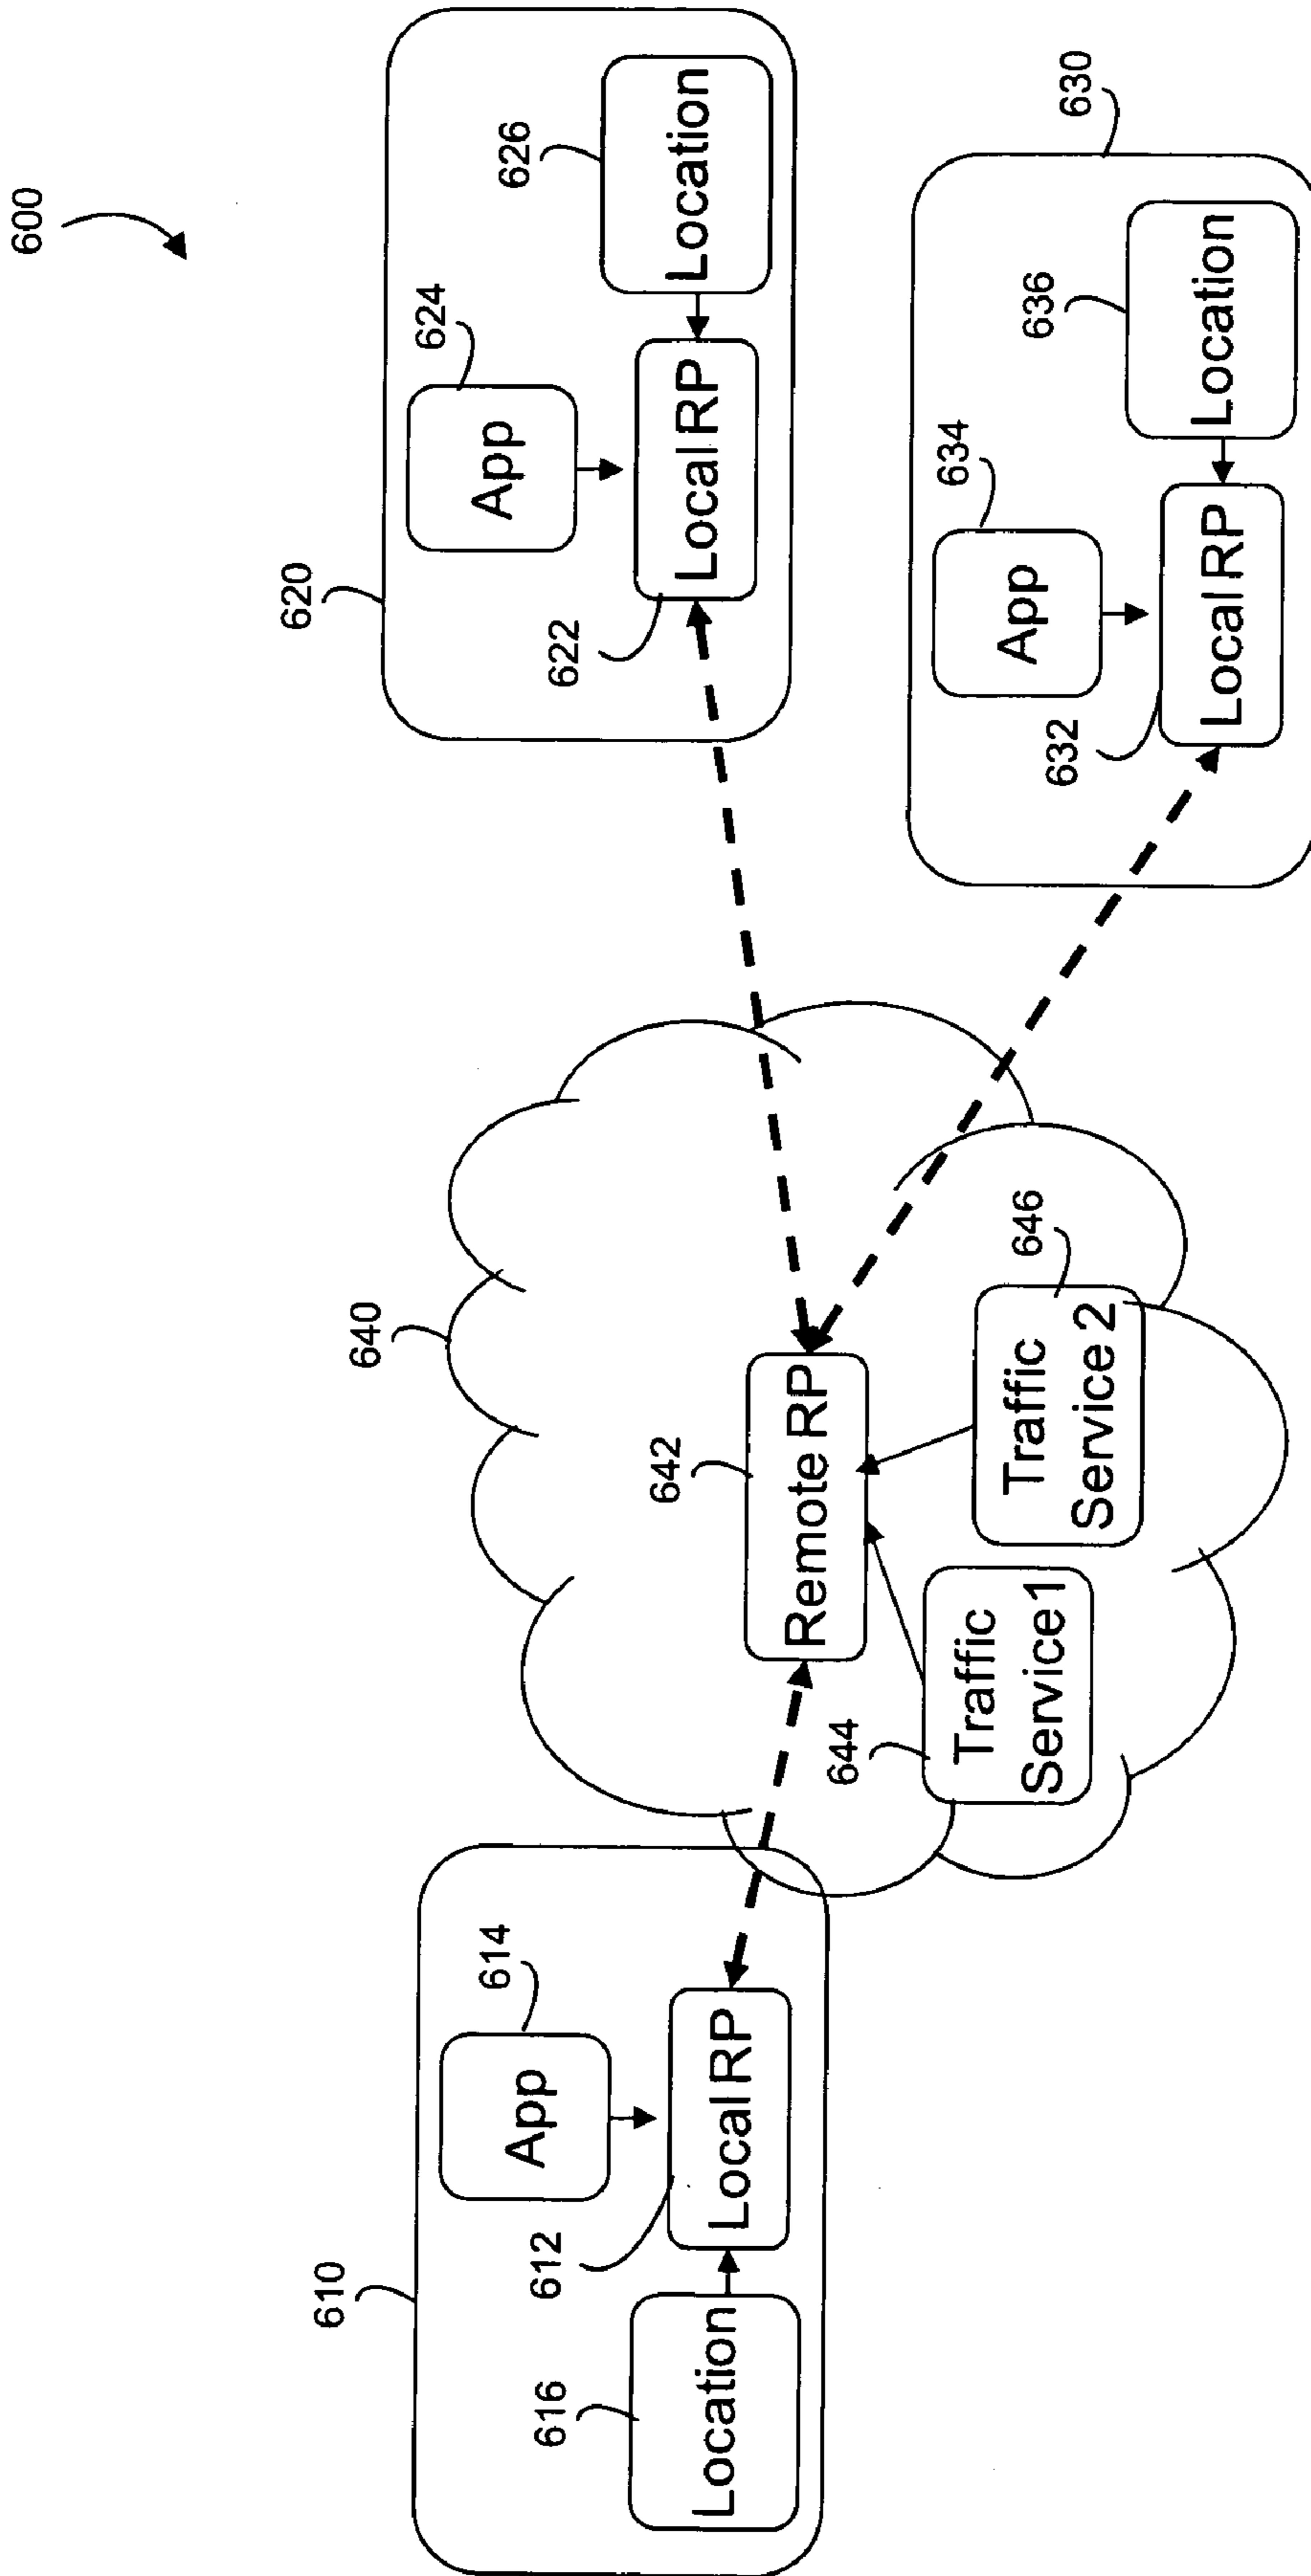 600
610
App
614
612
Local RP
616
Location
640
642
Remote RP
644
Traffic
Service 1
646
Traffic
Service 2
620
App
624
622
Local RP
626
Location
630
App
634
632
Local RP
636
Location